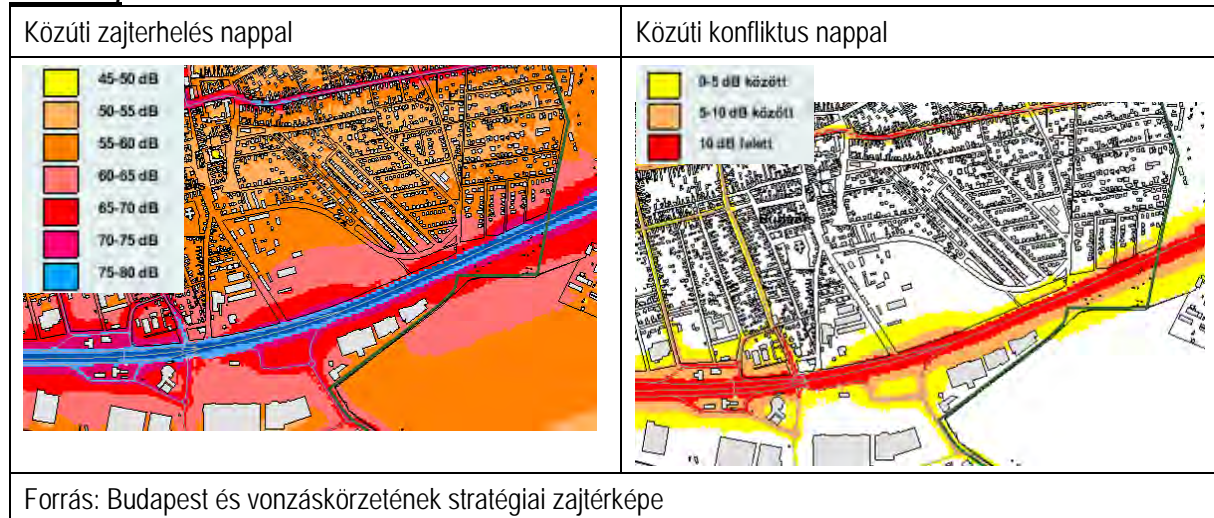 Közúti zajterhelés nappal
Közúti konfliktus nappal
45-50 dB
50-55 dB
55-60 dB
60-65 dB
65-70 dB
70-75 dB
75-80 dB
0-5 dB között
5-10 dB között
10 dB felett
Forrás: Budapest és vonzáskörzetének stratégiai zajtérképe